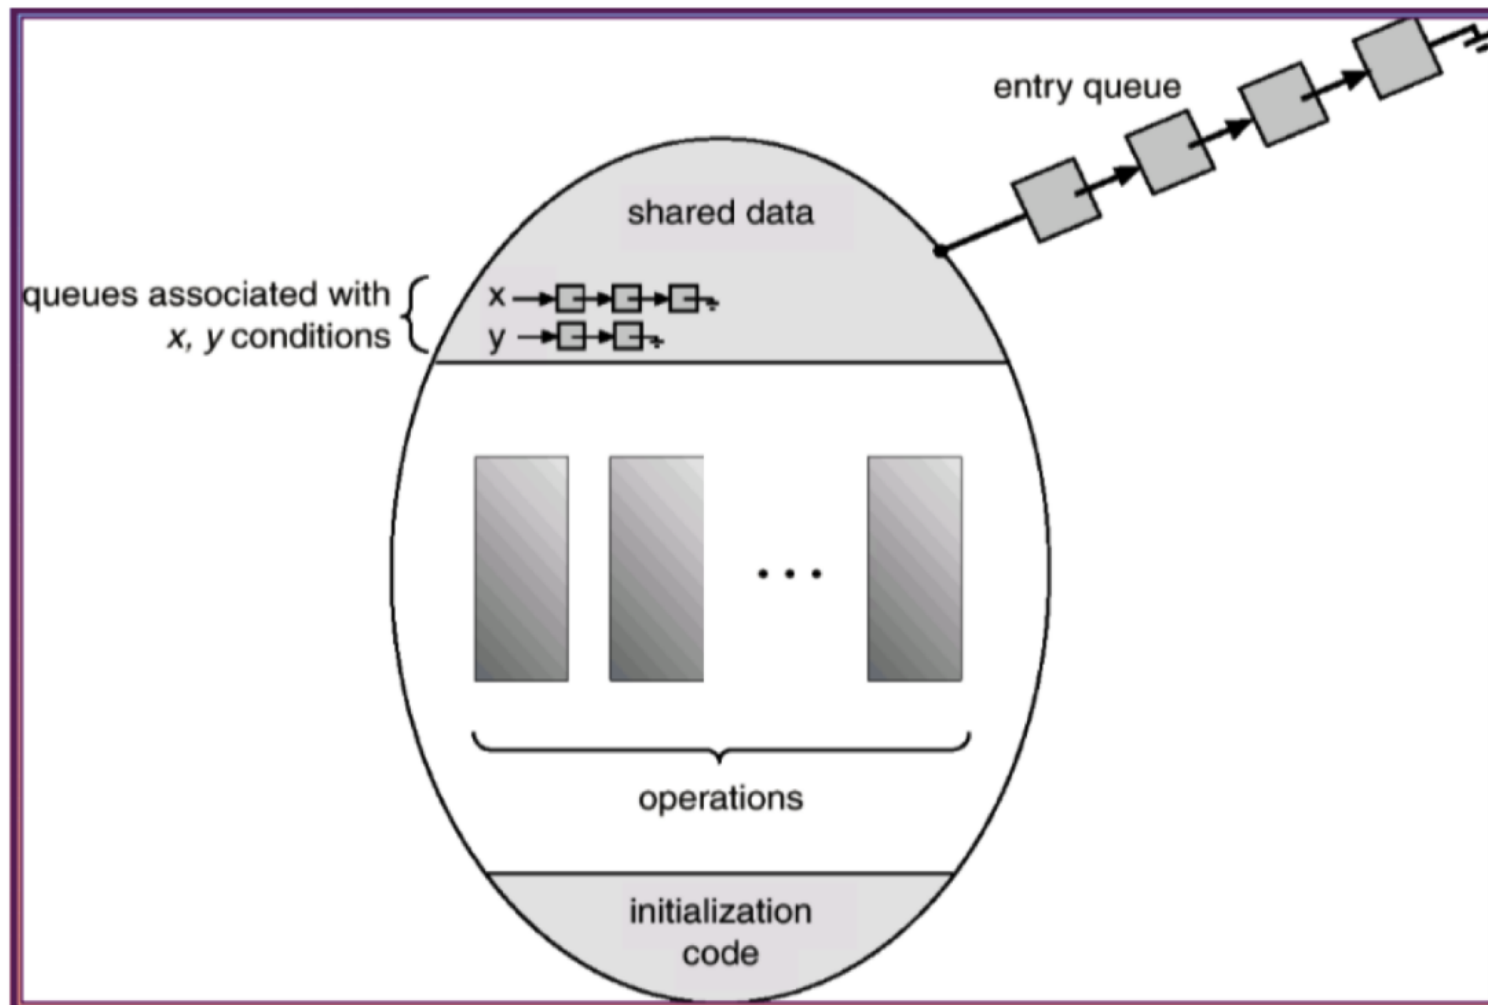 entry queue
shared data
queues associated with
x, y conditions
x
y
. . .
operations
initialization
code